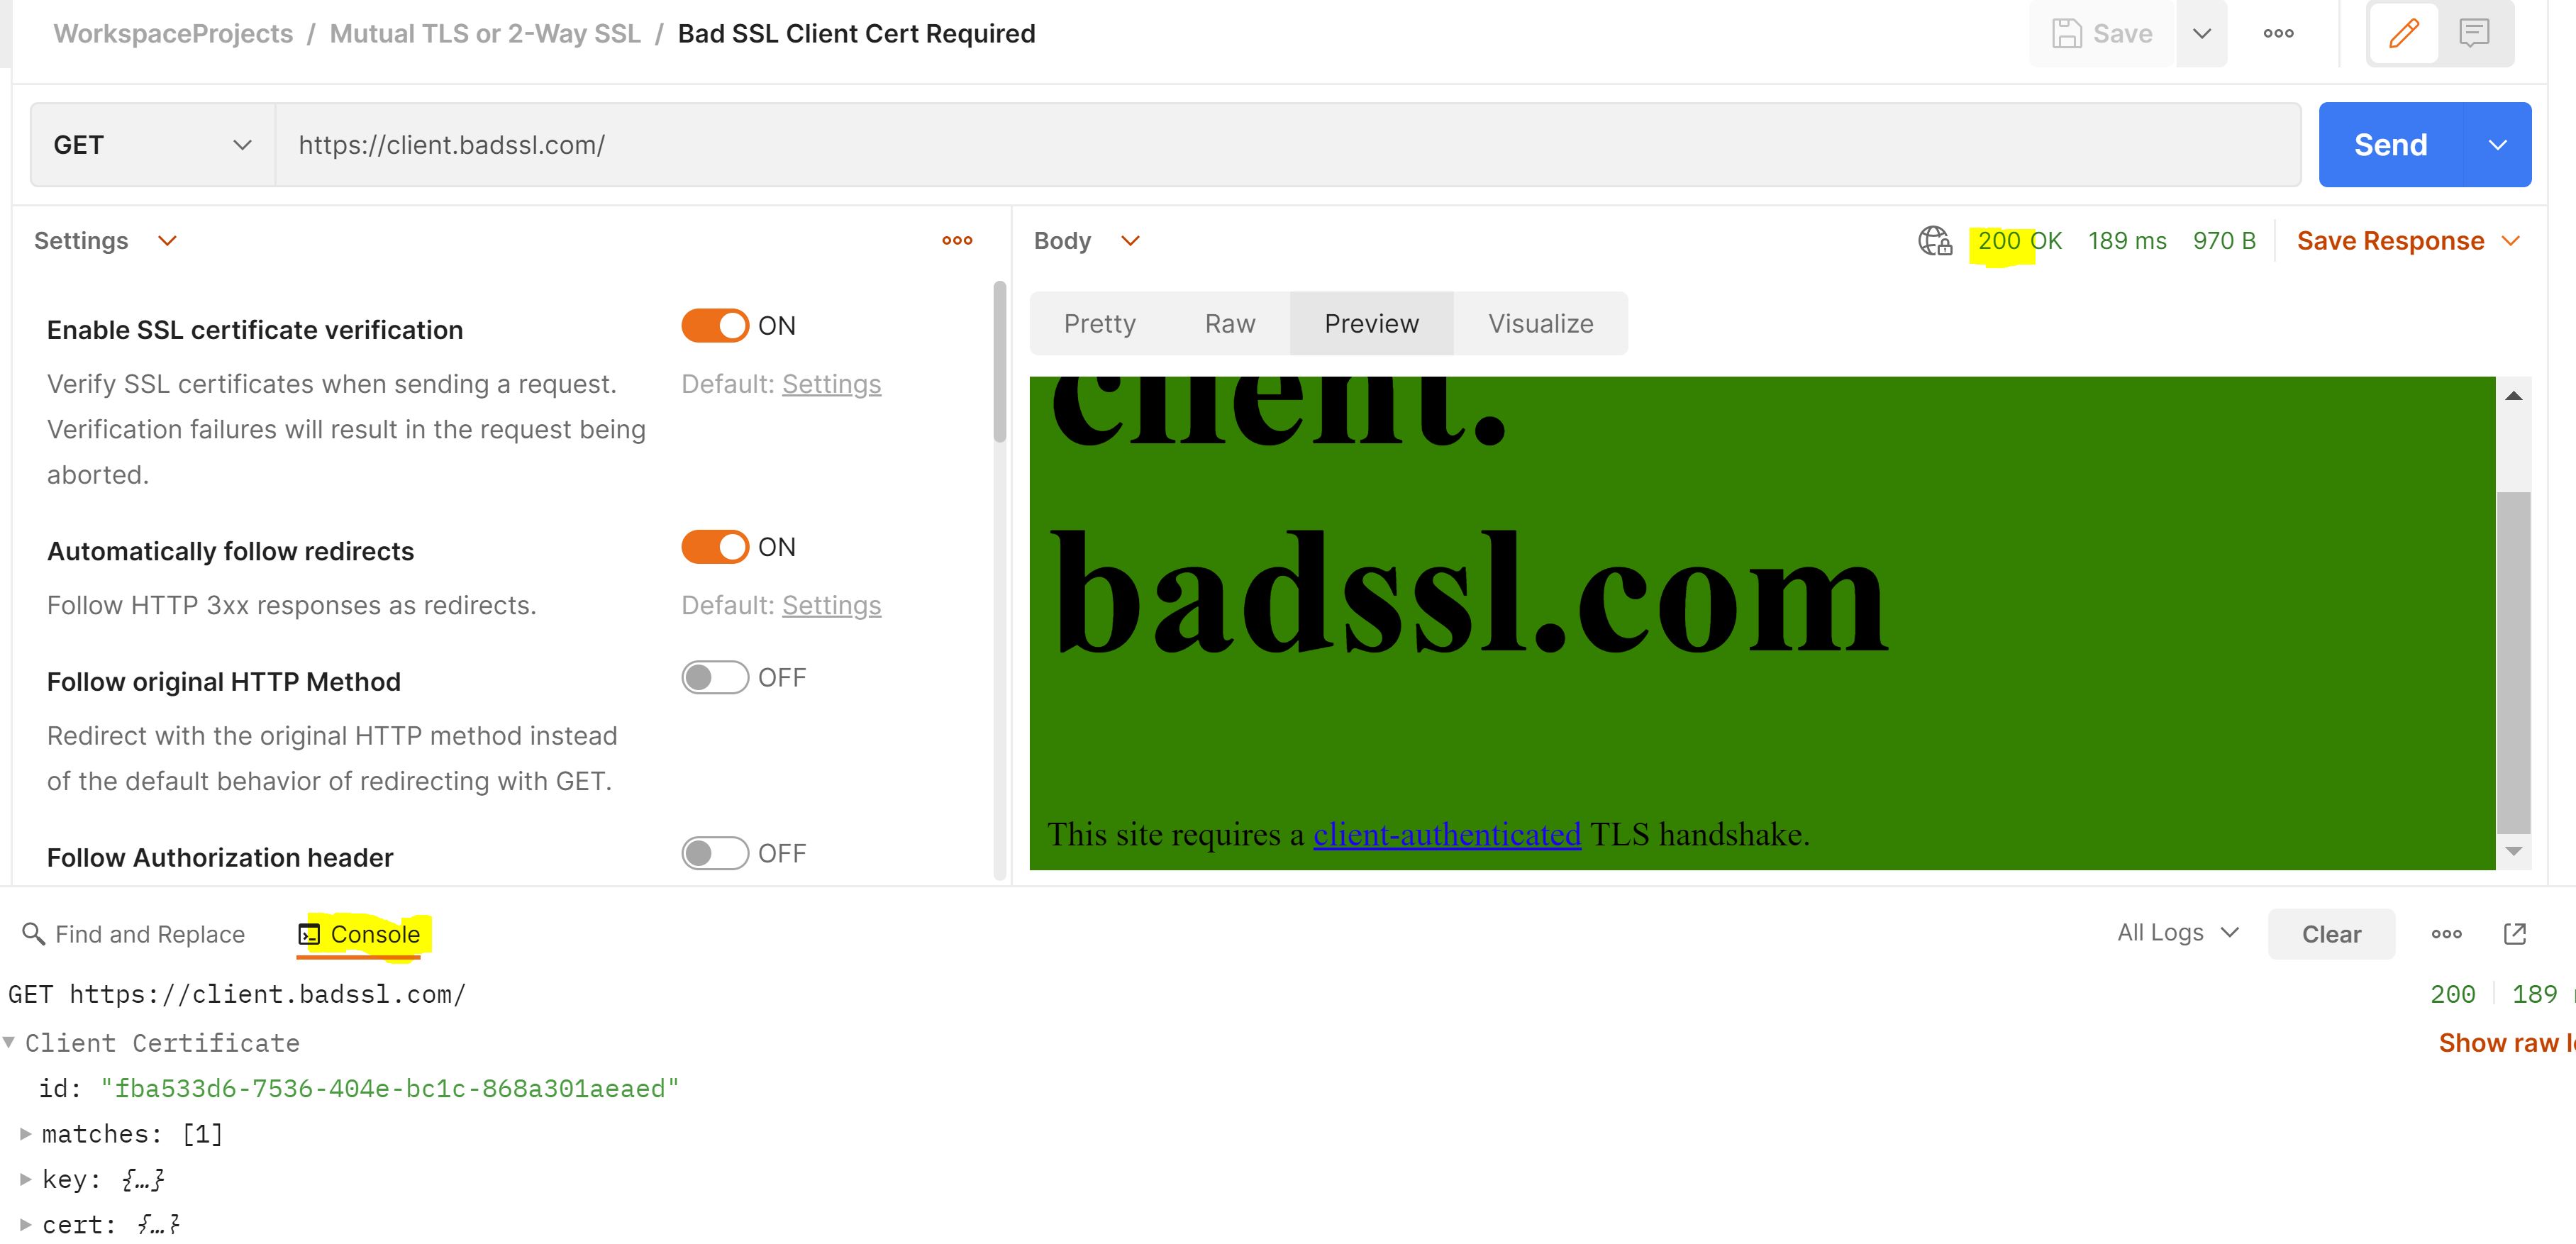 WorkspaceProjects / Mutual TLS or 2-Way SSL / Bad SSL Client Cert Required
Save
GET
https://client.badssl.com/
Send
Settings
Body
200 OK 189 ms 970 B
Save Response
Enable SSL certificate verification
ON
Verify SSL certificates when sending a request.
Verification failures will result in the request being
aborted.
Default: Settings
Automatically follow redirects
ON
Follow HTTP 3xx responses as redirects.
Default: Settings
Follow original HTTP Method
OFF
Redirect with the original HTTP method instead
of the default behavior of redirecting with GET.
Follow Authorization header
OFF
Pretty
Raw
Preview
Visualize
client.
badssl.com
This site requires a client-authenticated TLS handshake.
Find and Replace
Console
All Logs
Clear
GET https://client.badssl.com/
200 189
Client Certificate
Show raw
id: "fba533d6-7536-404e-bc1c-868a301aeaed"
matches: [1]
key: {…}
cert: {…}